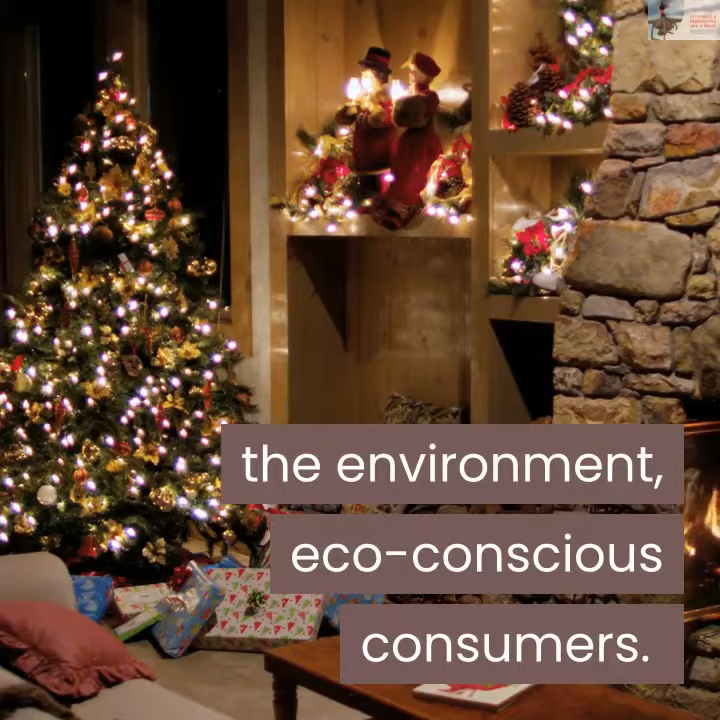 the environment,
eco-conscious
consumers.